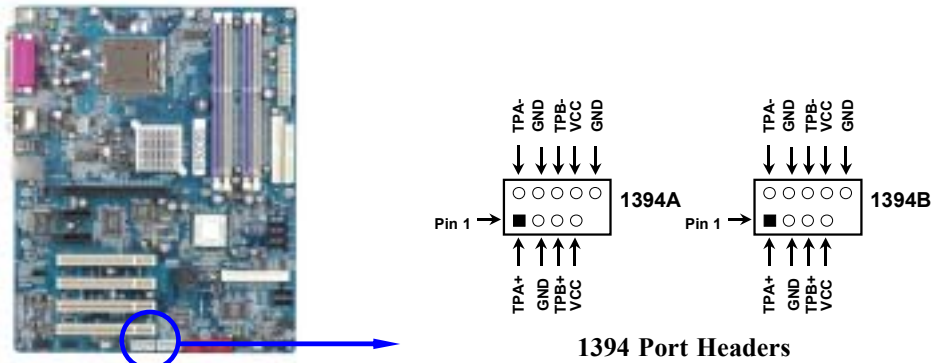 TPA- GND TPB- VCC GND
TPA- GND TPB- VCC GND
1394A
1394B
Pin 1
Pin 1
TPA+ GND TPB+ VCC
TPA+ GND TPB+ VCC
1394 Port Headers